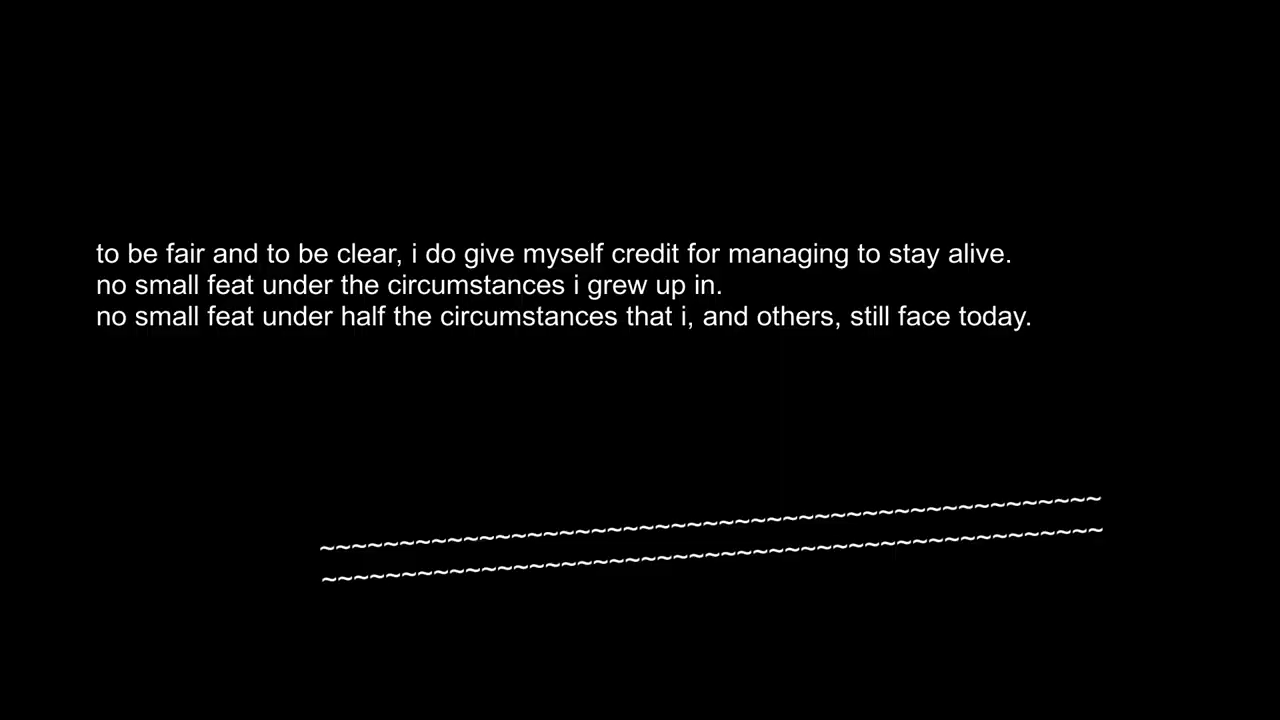 to be fair and to be clear, i do give myself credit for managing to stay alive.
no small feat under the circumstances i grew up in.
no small feat under half the circumstances that i, and others, still face today.
~~~~~~~~~~~~~~~~~~~~~~~~~~~~~~~~~~~~~~~~~~~~~~~~~
~~~~~~~~~~~~~~~~~~~~~~~~~~~~~~~~~~~~~~~~~~~~~~~~~